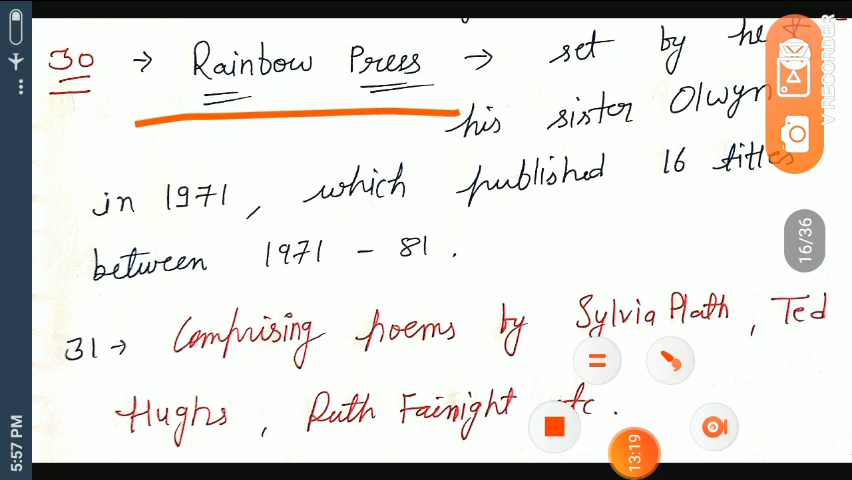 30 → Rainbow Press → set by he
his sister Olwyn
in 1971, which published 16 titles
between 1971 - 81.
31 → Comprising poems by Sylvia Plath, Ted
Hughs, Ruth Fainight etc.
V RECORDER
16/36
13:19
5:57 PM